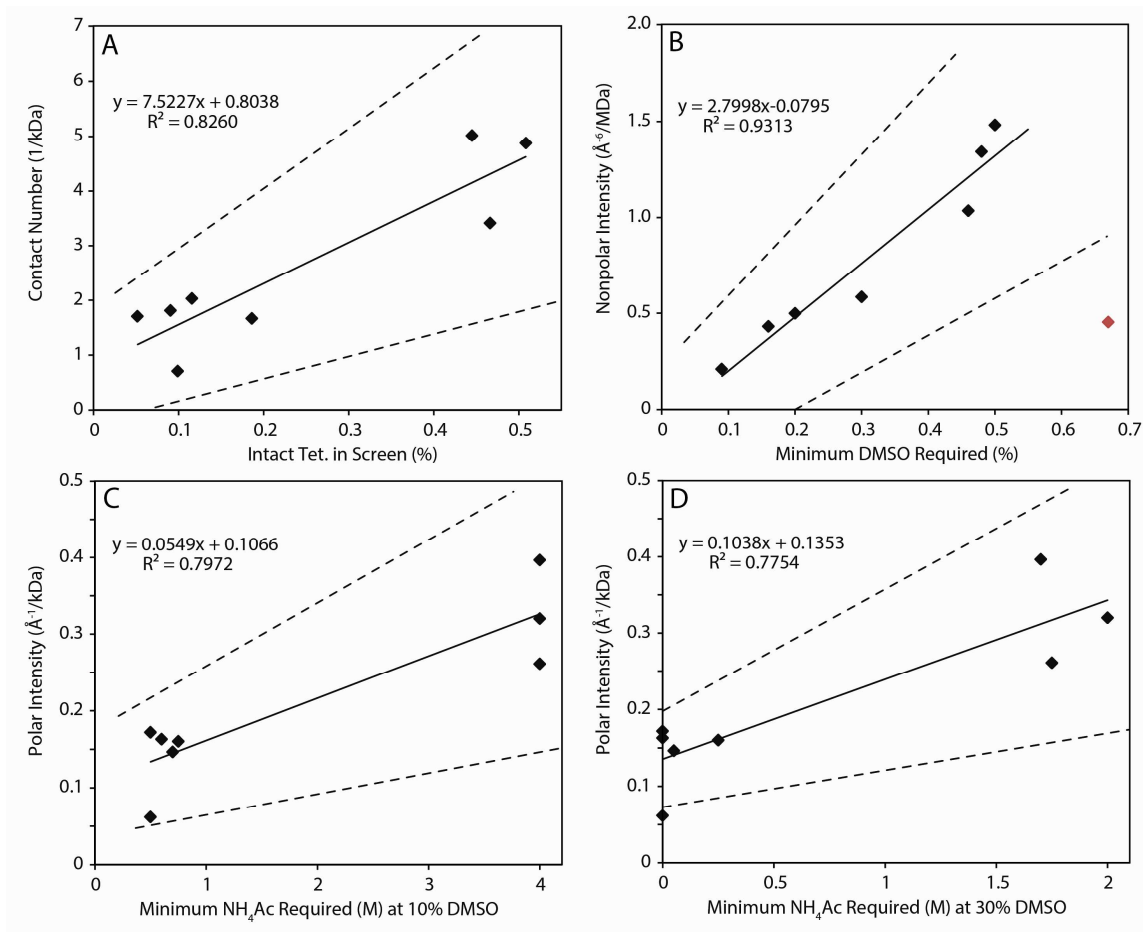 A
y = 7.5227x + 0.8038
R² = 0.8260
Contact Number (1/kDa)
7
6
5
4
3
2
1
0
0 0.1 0.2 0.3 0.4 0.5
Intact Tet. in Screen (%)
B
y = 2.7998x-0.0795
R² = 0.9313
Nonpolar Intensity (Å⁻⁶/MDa)
2.0
1.5
1.0
0.5
0
0 0.1 0.2 0.3 0.4 0.5 0.6 0.7
Minimum DMSO Required (%)
C
y = 0.0549x + 0.1066
R² = 0.7972
Polar Intensity (Å⁻¹/kDa)
0.5
0.4
0.3
0.2
0.1
0
0 1 2 3 4
Minimum NH₄Ac Required (M) at 10% DMSO
D
y = 0.1038x + 0.1353
R² = 0.7754
Polar Intensity (Å⁻¹/kDa)
0.5
0.4
0.3
0.2
0.1
0
0 0.5 1 1.5 2
Minimum NH₄Ac Required (M) at 30% DMSO